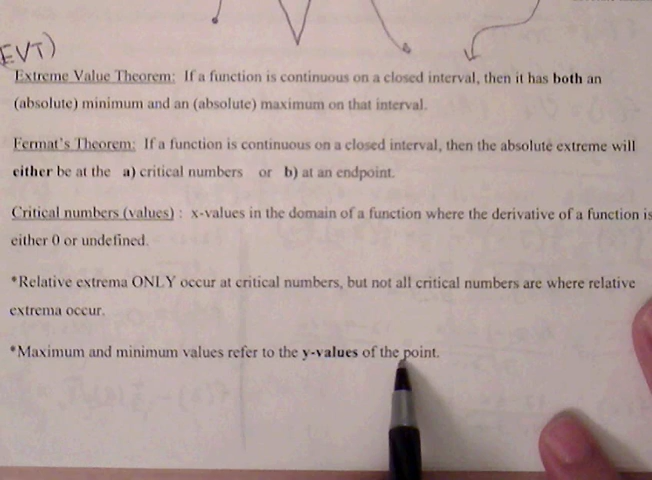 EVT)
Extreme Value Theorem: If a function is continuous on a closed interval, then it has both an
(absolute) minimum and an (absolute) maximum on that interval.
Fermat's Theorem: If a function is continuous on a closed interval, then the absolute extreme will
either be at the a) critical numbers or b) at an endpoint.
Critical numbers (values) : x-values in the domain of a function where the derivative of a function is
either 0 or undefined.
*Relative extrema ONLY occur at critical numbers, but not all critical numbers are where relative
extrema occur.
*Maximum and minimum values refer to the y-values of the point.